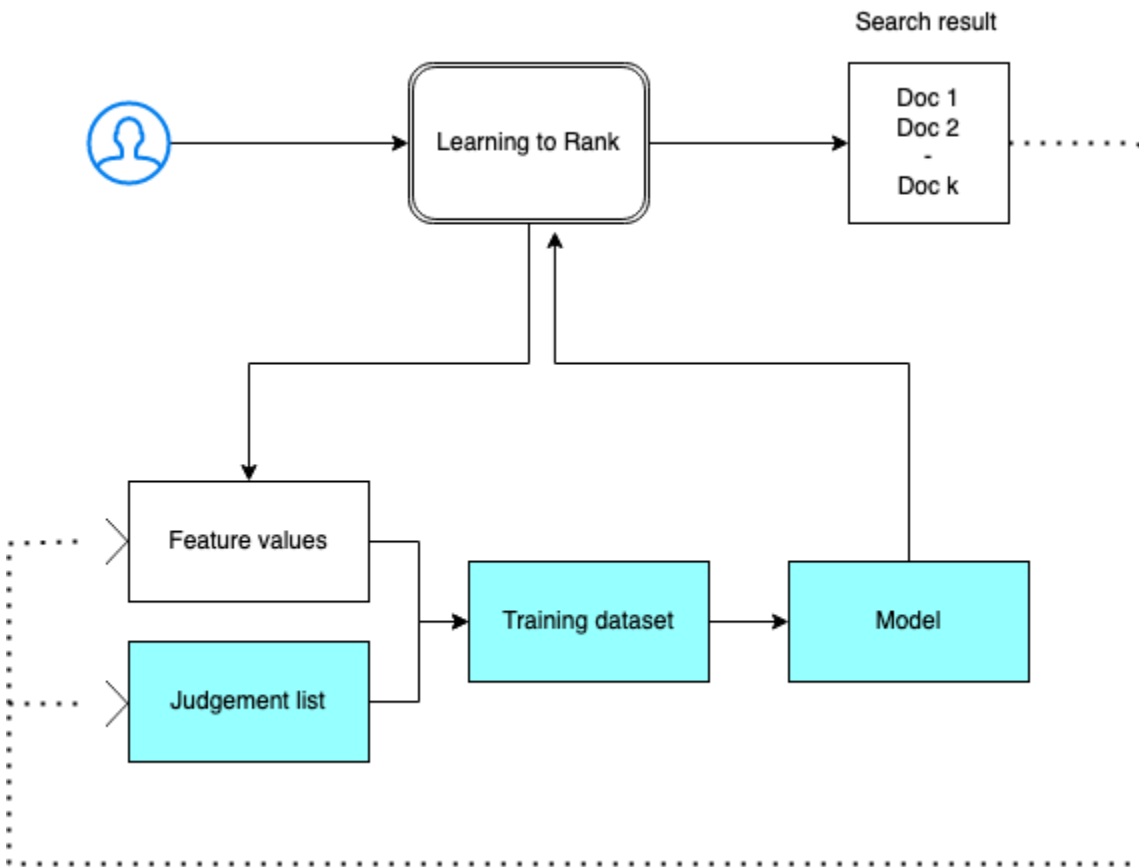 Search result
Learning to Rank
Doc 1
Doc 2
-
Doc k
Feature values
Judgement list
Training dataset
Model